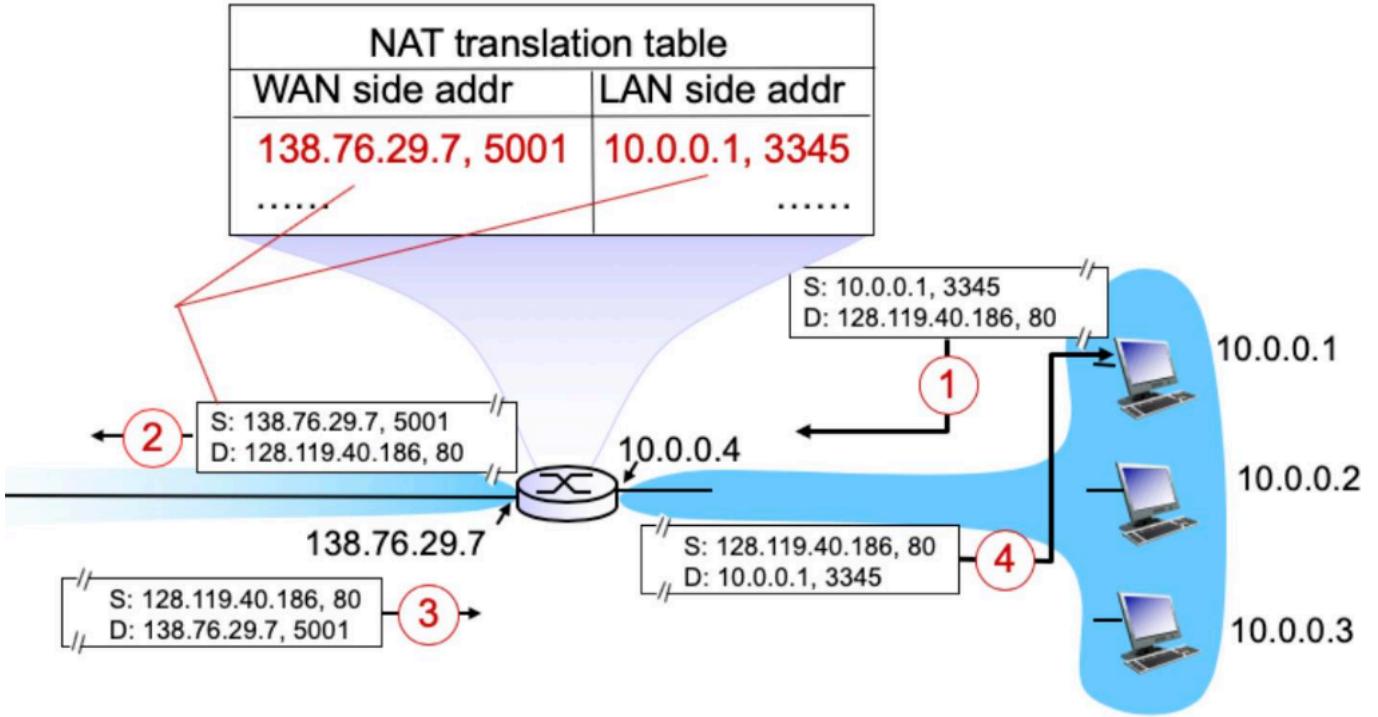 NAT translation table
WAN side addr LAN side addr
138.76.29.7, 5001 10.0.0.1, 3345
...... ......
S: 10.0.0.1, 3345
D: 128.119.40.186, 80
1
10.0.0.1
2
S: 138.76.29.7, 5001
D: 128.119.40.186, 80
10.0.0.4
10.0.0.2
138.76.29.7
S: 128.119.40.186, 80
D: 10.0.0.1, 3345
4
S: 128.119.40.186, 80
D: 138.76.29.7, 5001
3
10.0.0.3